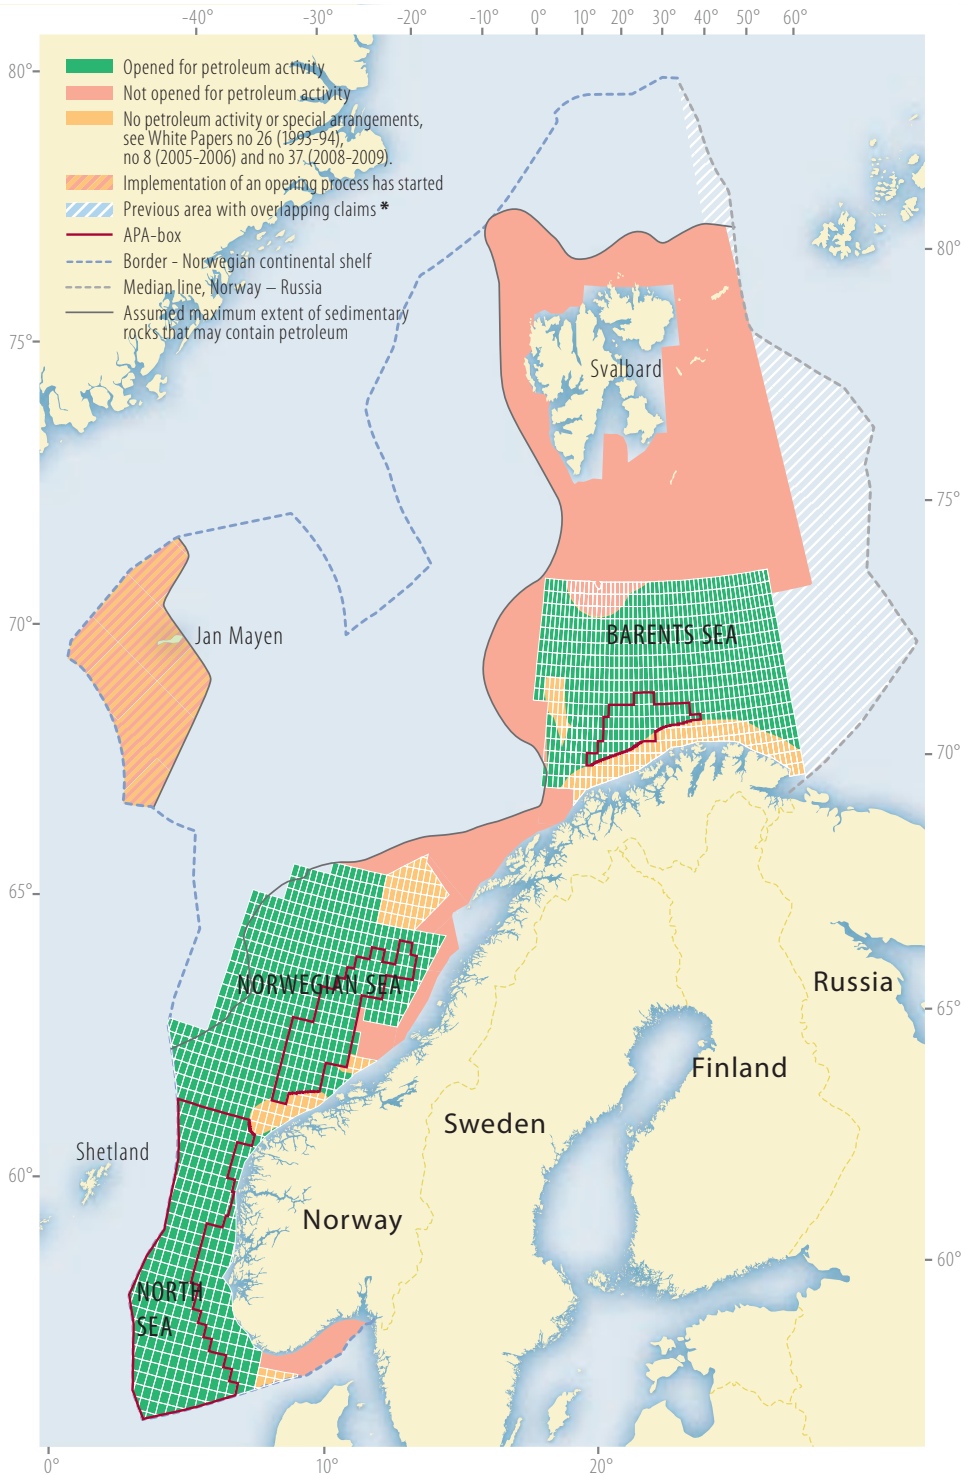 -40° -30° -20° -10° 0° 10° 20° 30° 40° 50° 60°
80°
Opened for petroleum activity
Not opened for petroleum activity
No petroleum activity or special arrangements,
see White Papers no 26 (1993-94),
no 8 (2005-2006) and no 37 (2008-2009).
Implementation of an opening process has started
Previous area with overlapping claims *
APA-box
Border - Norwegian continental shelf
Median line, Norway – Russia
Assumed maximum extent of sedimentary
rocks that may contain petroleum
80°
75°
Svalbard
75°
70°
Jan Mayen
BARENTS SEA
70°
65°
NORWEGIAN SEA
Russia
65°
Finland
Sweden
Shetland
60°
Norway
60°
NORTH
SEA
0° 10° 20°